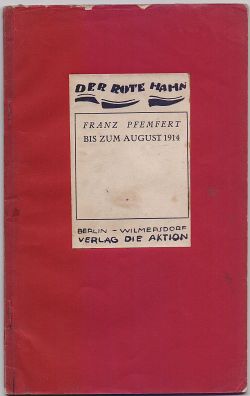 DER ROTE HAHN
FRANZ PFEMFERT
BIS ZUM AUGUST 1914
BERLIN - WILMERSDORF
VERLAG DIE AKTION